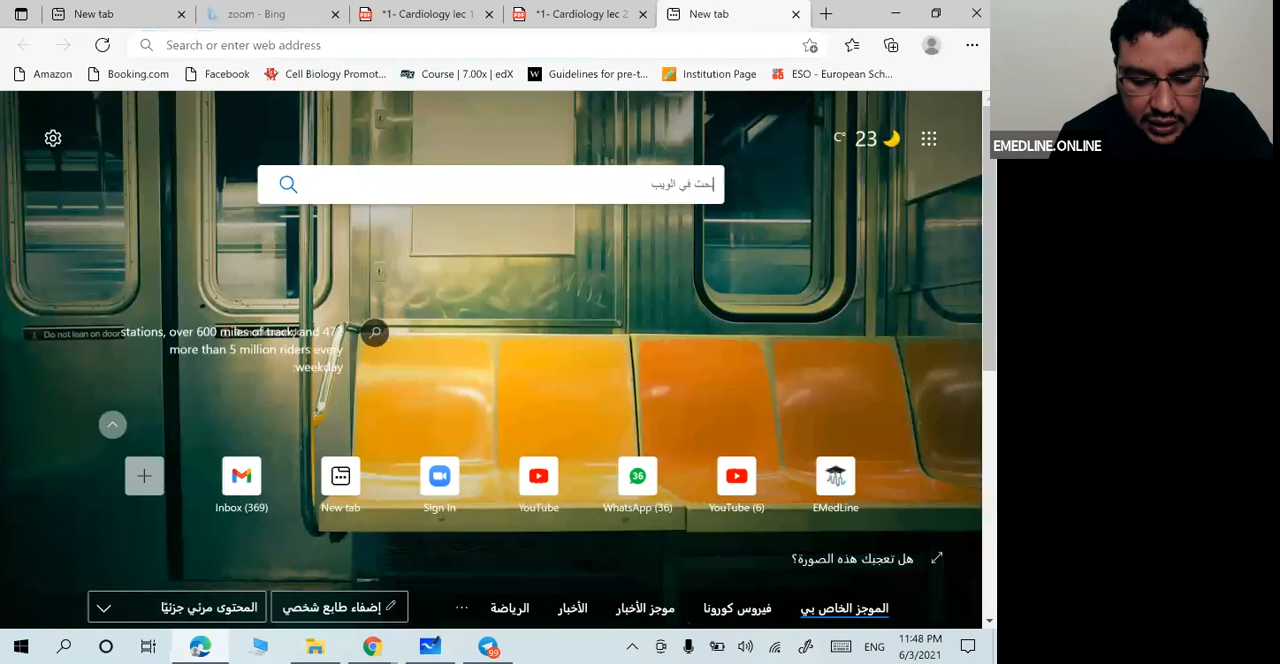 New tab
zoom - Bing
*1- Cardiology lec 1
*1- Cardiology lec 2
New tab
Search or enter web address
Amazon
Booking.com
Facebook
Cell Biology Promot...
Course | 7.00x | edX
Guidelines for pre-t...
Institution Page
ESO - European Sch...
EMEDLINE.ONLINE
C° 23
بحث في الويب
Do not lean on door
stations, over 600 miles of track, and
more than 5 million riders every
:weekday
Inbox (369)
New tab
Sign In
YouTube
36
WhatsApp (36)
YouTube (6)
EMedLine
هل تعجبك هذه الصورة؟
الموجز الخاص بي
فيروس كورونا
موجز الأخبار
الأخبار
الرياضة
...
إضفاء طابع شخصي
المحتوى مرئي جزئيًا
99
ENG
11:48 PM
6/3/2021